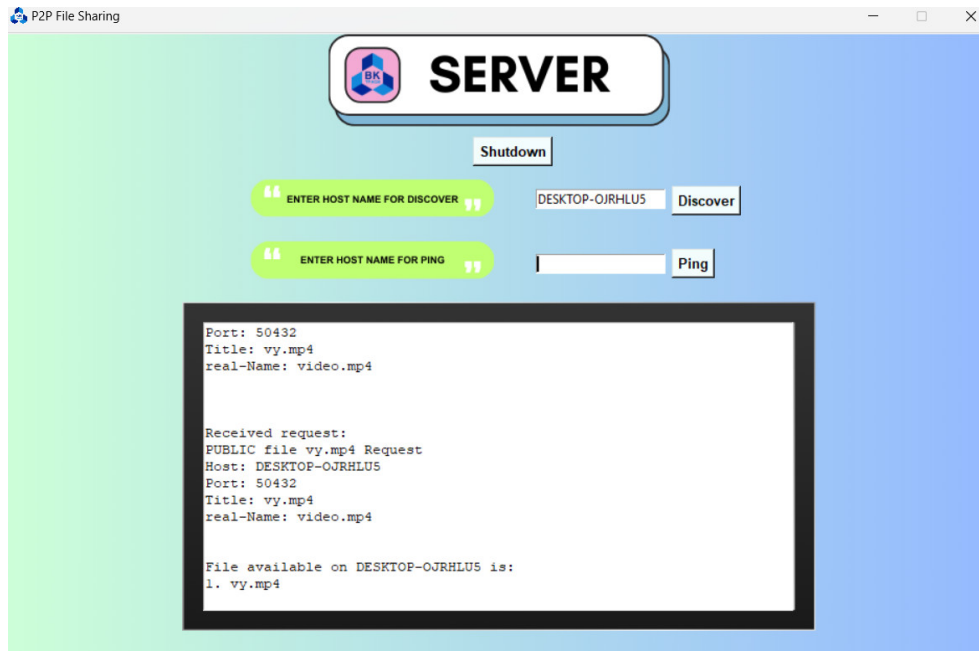 P2P File Sharing
BK
SERVER
Shutdown
ENTER HOST NAME FOR DISCOVER
DESKTOP-OJRHLU5
Discover
ENTER HOST NAME FOR PING
Ping
Port: 50432
Title: vy.mp4
real-Name: video.mp4
Received request:
PUBLIC file vy.mp4 Request
Host: DESKTOP-OJRHLU5
Port: 50432
Title: vy.mp4
real-Name: video.mp4
File available on DESKTOP-OJRHLU5 is:
1. vy.mp4